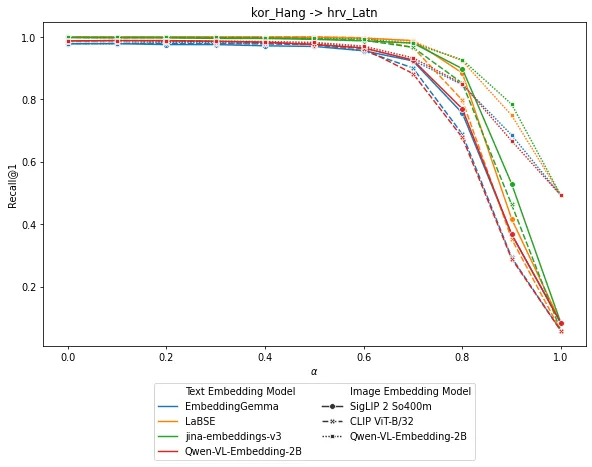 kor_Hang -> hrv_Latn
Recall@1
1.0
0.8
0.6
0.4
0.2
0.0 0.2 0.4 0.6 0.8 1.0
α
Text Embedding Model
EmbeddingGemma
LaBSE
jina-embeddings-v3
Qwen-VL-Embedding-2B
Image Embedding Model
SigLIP 2 So400m
CLIP ViT-B/32
Qwen-VL-Embedding-2B